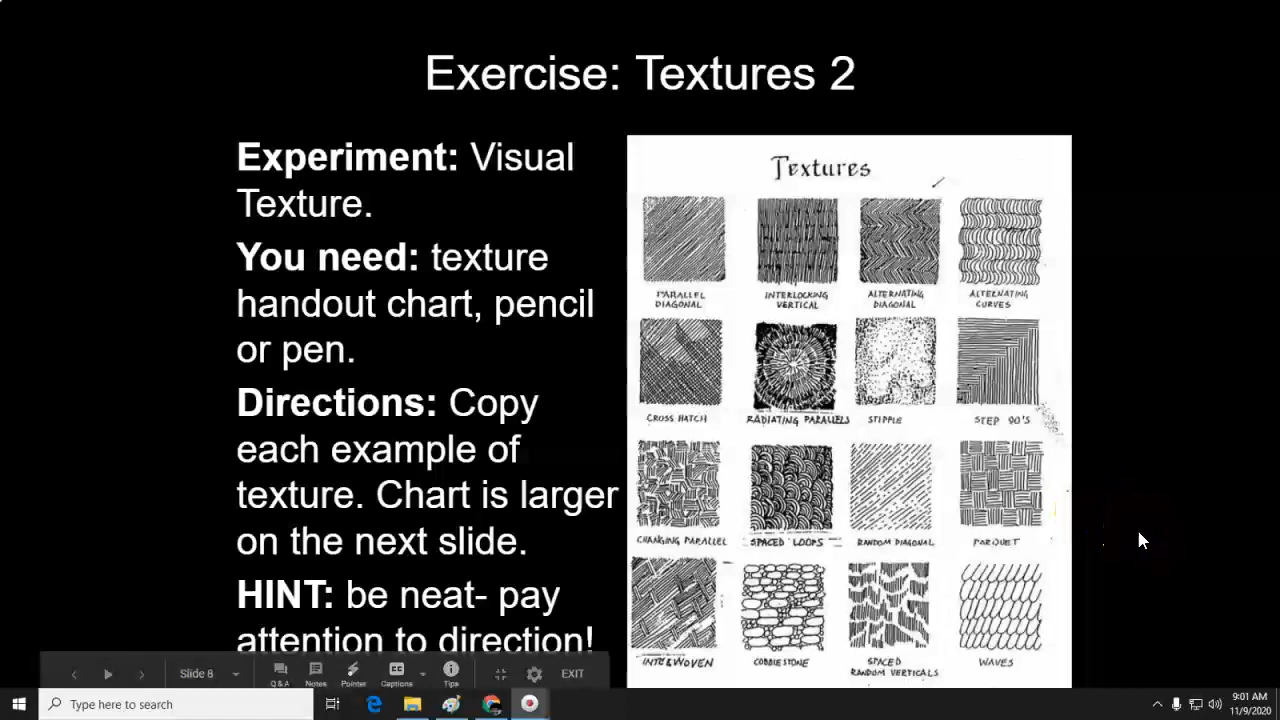 Exercise: Textures 2
Experiment: Visual
Texture.
You need: texture
handout chart, pencil
or pen.
Directions: Copy
each example of
texture. Chart is larger
on the next slide.
HINT: be neat- pay
attention to direction!
Textures
PARALLEL
DIAGONAL
INTERLOCKING
VERTICAL
ALTERNATING
DIAGONAL
ALTERNATING
CURVES
CROSS HATCH
RADIATING PARALLELS
STIPPLE
STEP 90'S
CHANGING PARALLEL
SPACED LOOPS
RANDOM DIAGONAL
PARQUET
INTERWOVEN
COBBLESTONE
SPACED
RANDOM VERTICALS
WAVES
Slide 8
Q & A
Notes
Pointer
Captions
Tips
EXIT
Type here to search
9:01 AM
11/9/2020